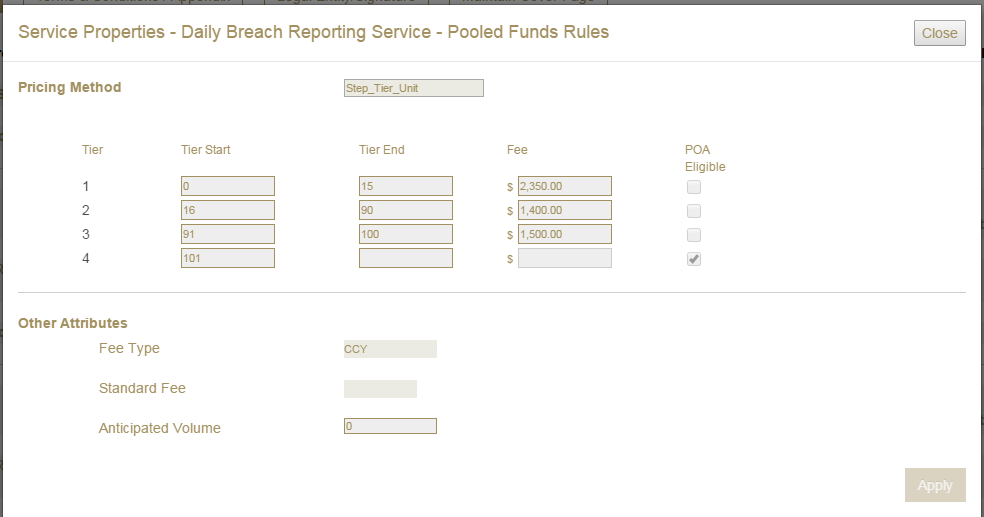 Service Properties - Daily Breach Reporting Service - Pooled Funds Rules
Close
Pricing Method
Step_Tier_Unit
Tier Tier Start Tier End Fee POA
Eligible
1 0 15 $ 2,350.00
2 16 90 $ 1,400.00
3 91 100 $ 1,500.00
4 101 $
Other Attributes
Fee Type CCY
Standard Fee
Anticipated Volume 0
Apply